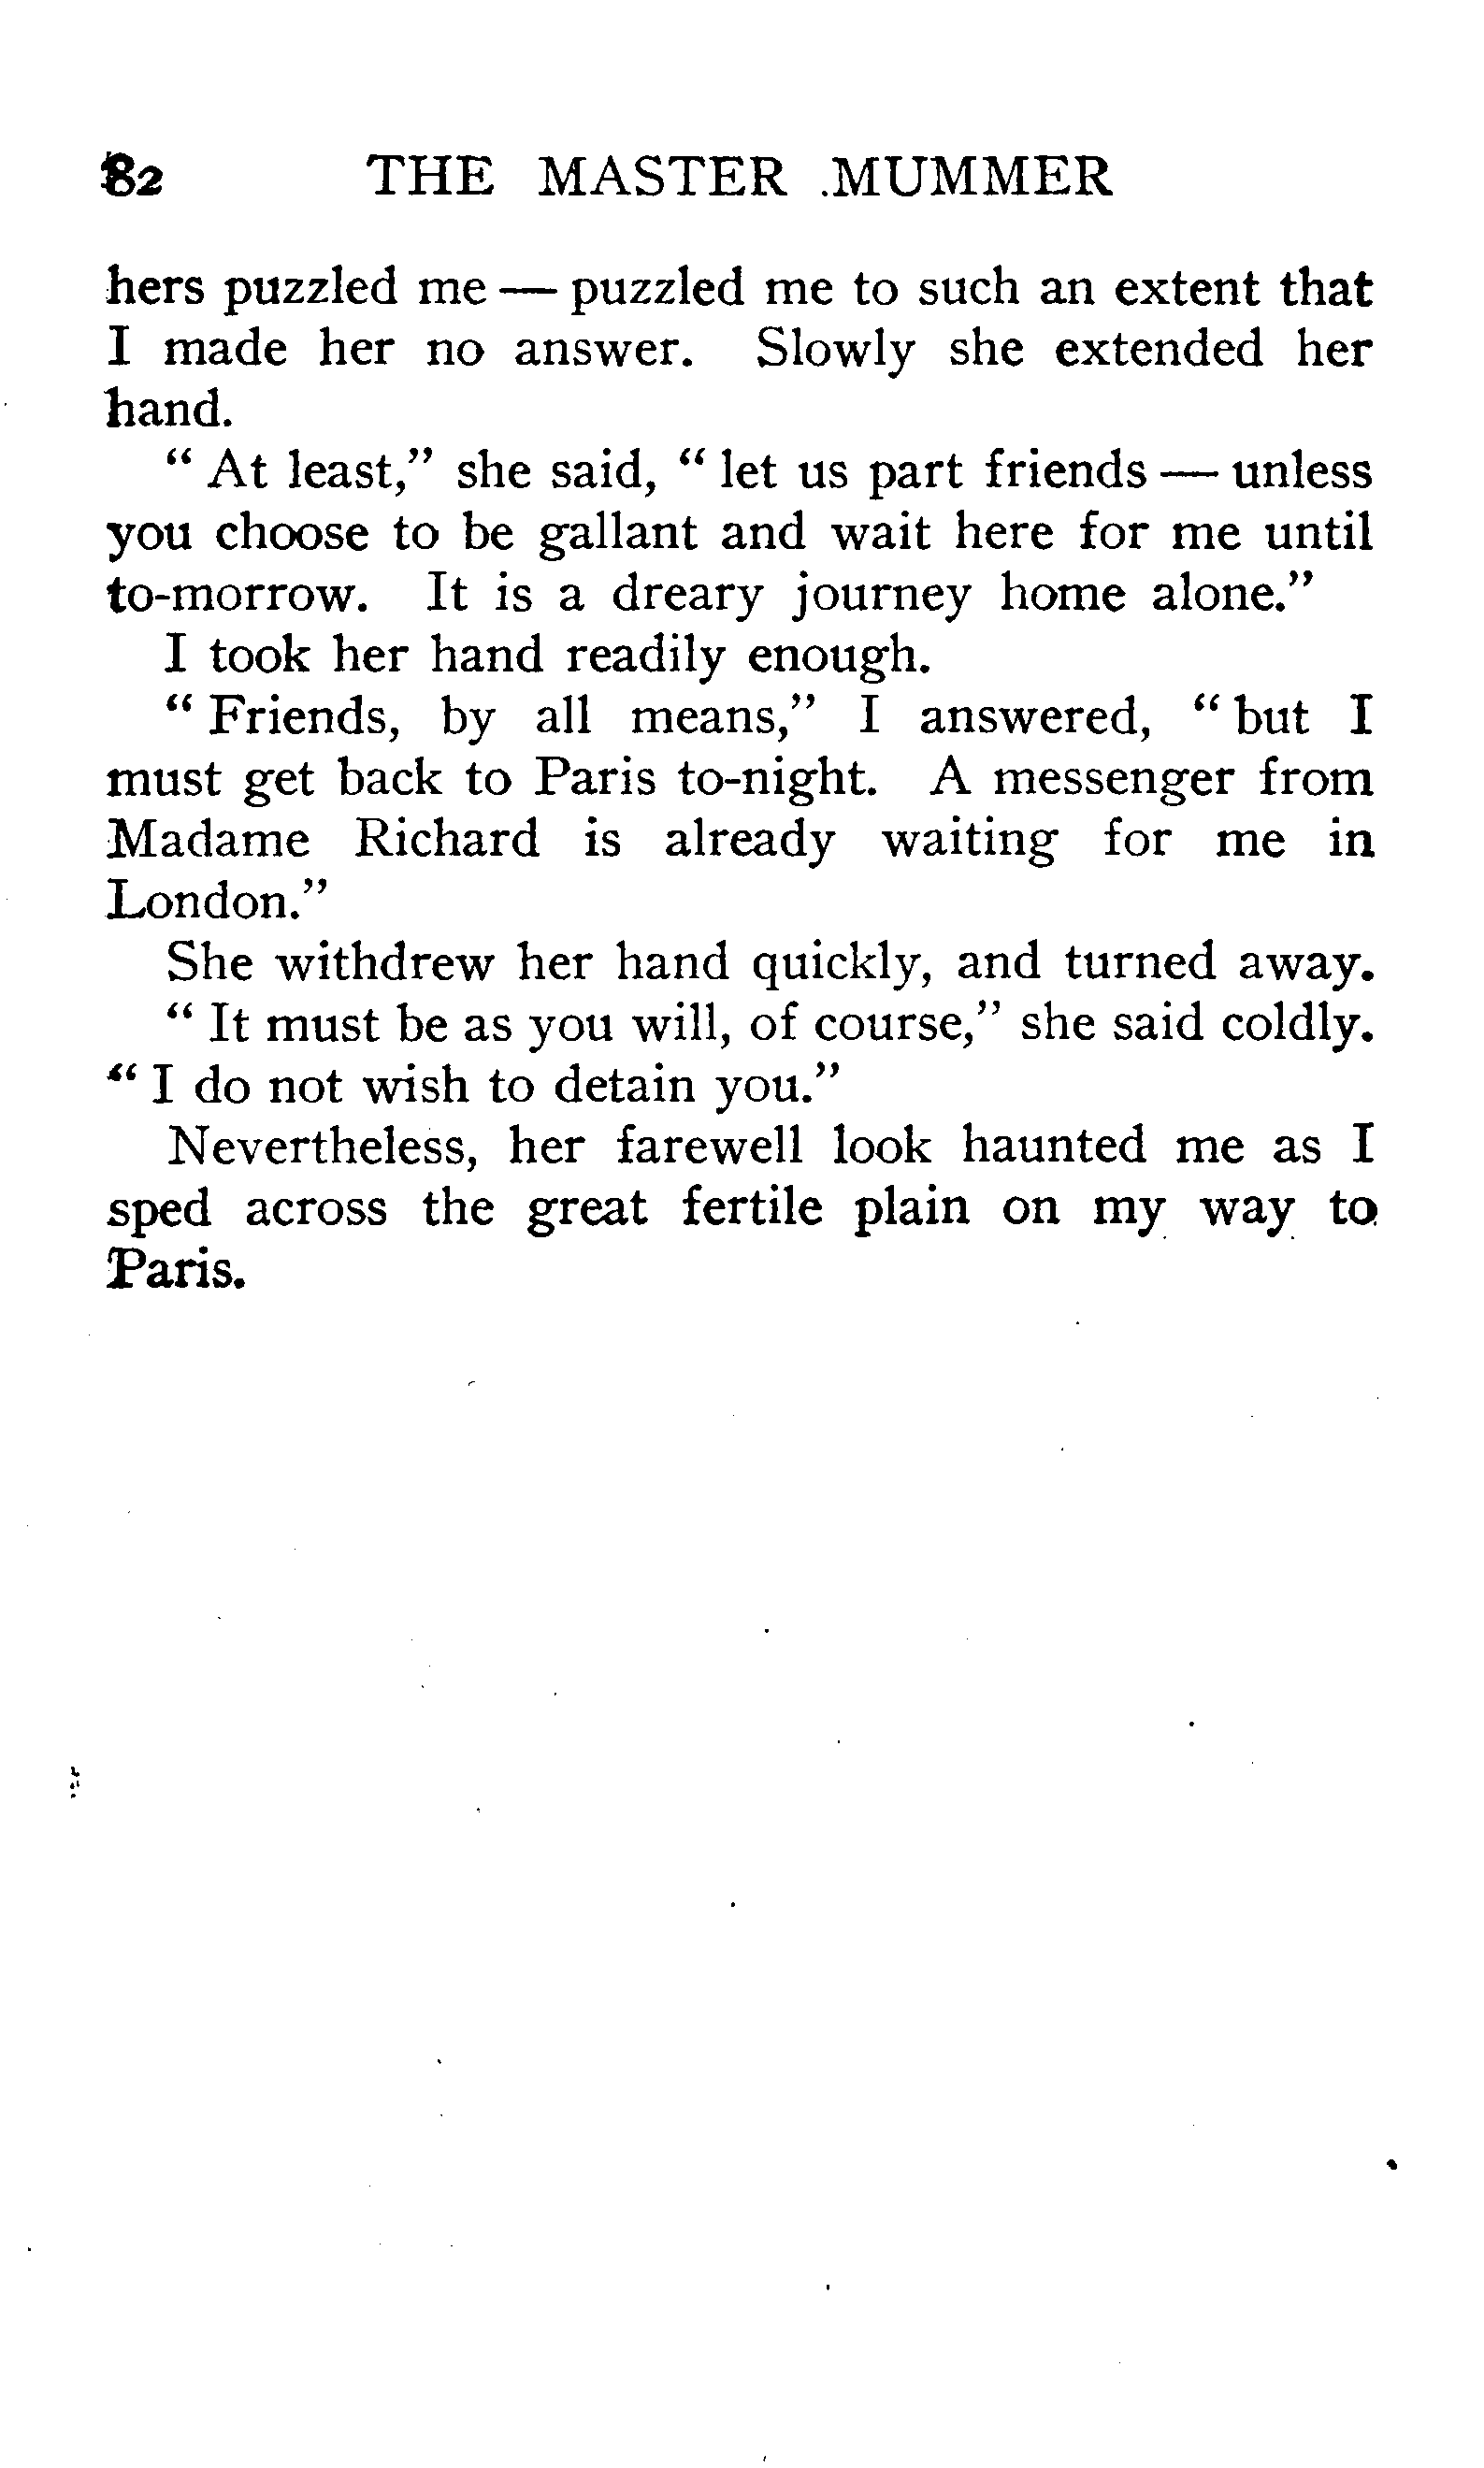 82 THE MASTER MUMMER
hers puzzled me — puzzled me to such an extent that
I made her no answer. Slowly she extended her
hand.
“ At least,” she said, “ let us part friends — unless
you choose to be gallant and wait here for me until
to-morrow. It is a dreary journey home alone.”
I took her hand readily enough.
“ Friends, by all means,” I answered, “ but I
must get back to Paris to-night. A messenger from
Madame Richard is already waiting for me in
London.”
She withdrew her hand quickly, and turned away.
“ It must be as you will, of course,” she said coldly.
“ I do not wish to detain you.”
Nevertheless, her farewell look haunted me as I
sped across the great fertile plain on my way to
Paris.